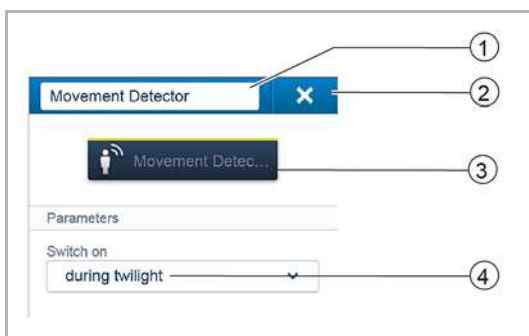 1
Movement Detector
2
Movement Detec...
3
Parameters
Switch on
during twilight
4